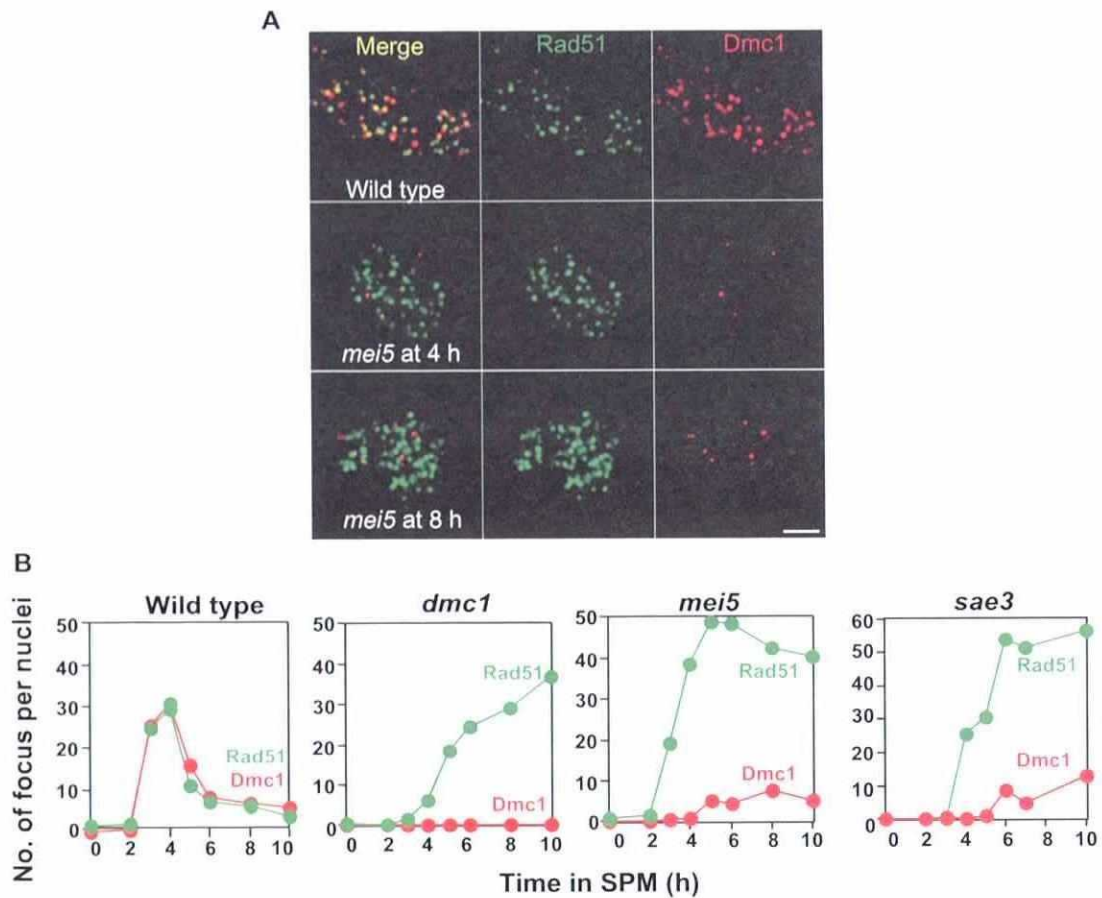 A
Merge
Rad51
Dmc1
Wild type
mei5 at 4 h
mei5 at 8 h
B
No. of focus per nuclei
Wild type
50
40
30
20
10
0
Rad51
Dmc1
0 2 4 6 8 10
dmc1
50
40
30
20
10
0
Rad51
Dmc1
0 2 4 6 8 10
mei5
50
40
30
20
10
0
Rad51
Dmc1
0 2 4 6 8 10
sae3
60
50
40
30
20
10
0
Rad51
Dmc1
0 2 4 6 8 10
Time in SPM (h)